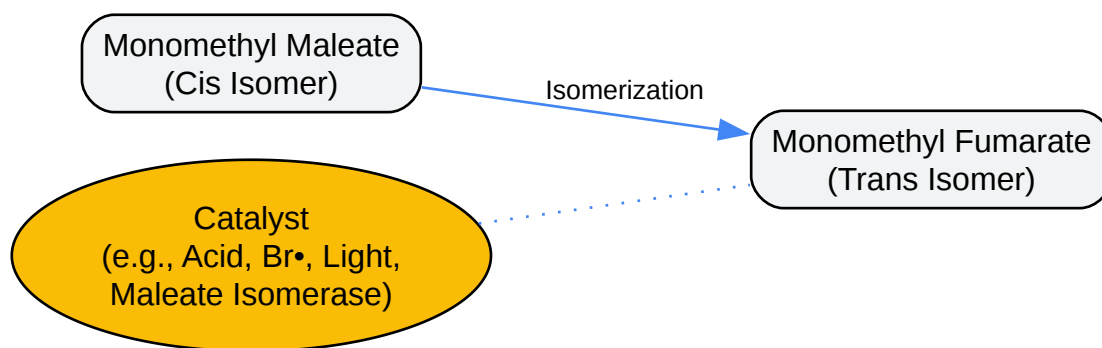 Monomethyl Maleate
(Cis Isomer)
Isomerization
Monomethyl Fumarate
(Trans Isomer)
Catalyst
(e.g., Acid, Br•, Light,
Maleate Isomerase)